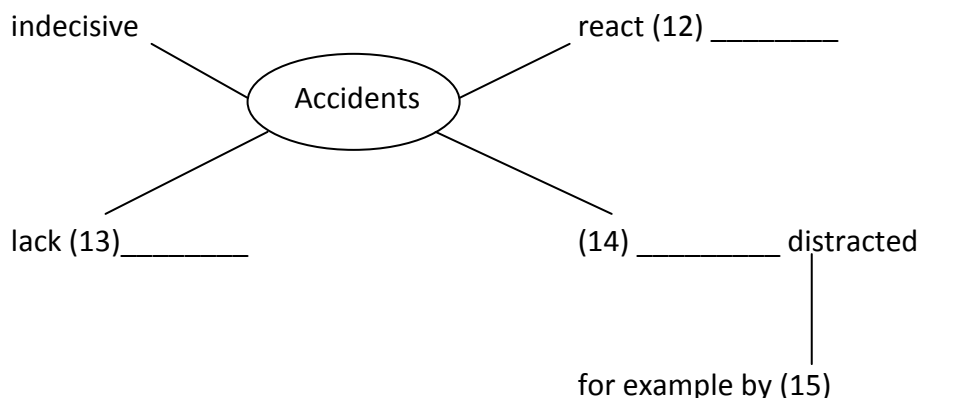 indecisive
react (12) ________
Accidents
lack (13)________
(14) _________ distracted
for example by (15)